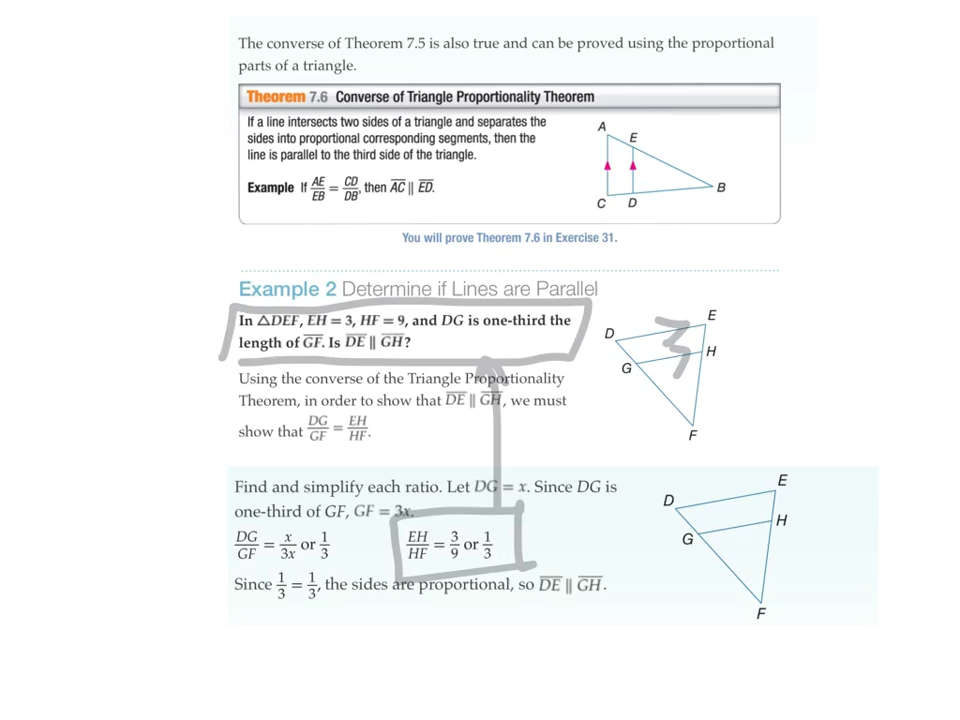 The converse of Theorem 7.5 is also true and can be proved using the proportional
parts of a triangle.
Theorem 7.6 Converse of Triangle Proportionality Theorem
If a line intersects two sides of a triangle and separates the
sides into proportional corresponding segments, then the
line is parallel to the third side of the triangle.
Example If AE/EB = CD/DB, then AC || ED.
A
E
B
C D
You will prove Theorem 7.6 in Exercise 31.
Example 2 Determine if Lines are Parallel
In △DEF, EH = 3, HF = 9, and DG is one-third the
length of GF. Is DE || GH?
D
E
3
H
G
F
Using the converse of the Triangle Proportionality
Theorem, in order to show that DE || GH, we must
show that DG/GF = EH/HF.
Find and simplify each ratio. Let DG = x. Since DG is
one-third of GF, GF = 3x.
DG/GF = x/3x or 1/3 EH/HF = 3/9 or 1/3
Since 1/3 = 1/3, the sides are proportional, so DE || GH.
D
E
H
G
F